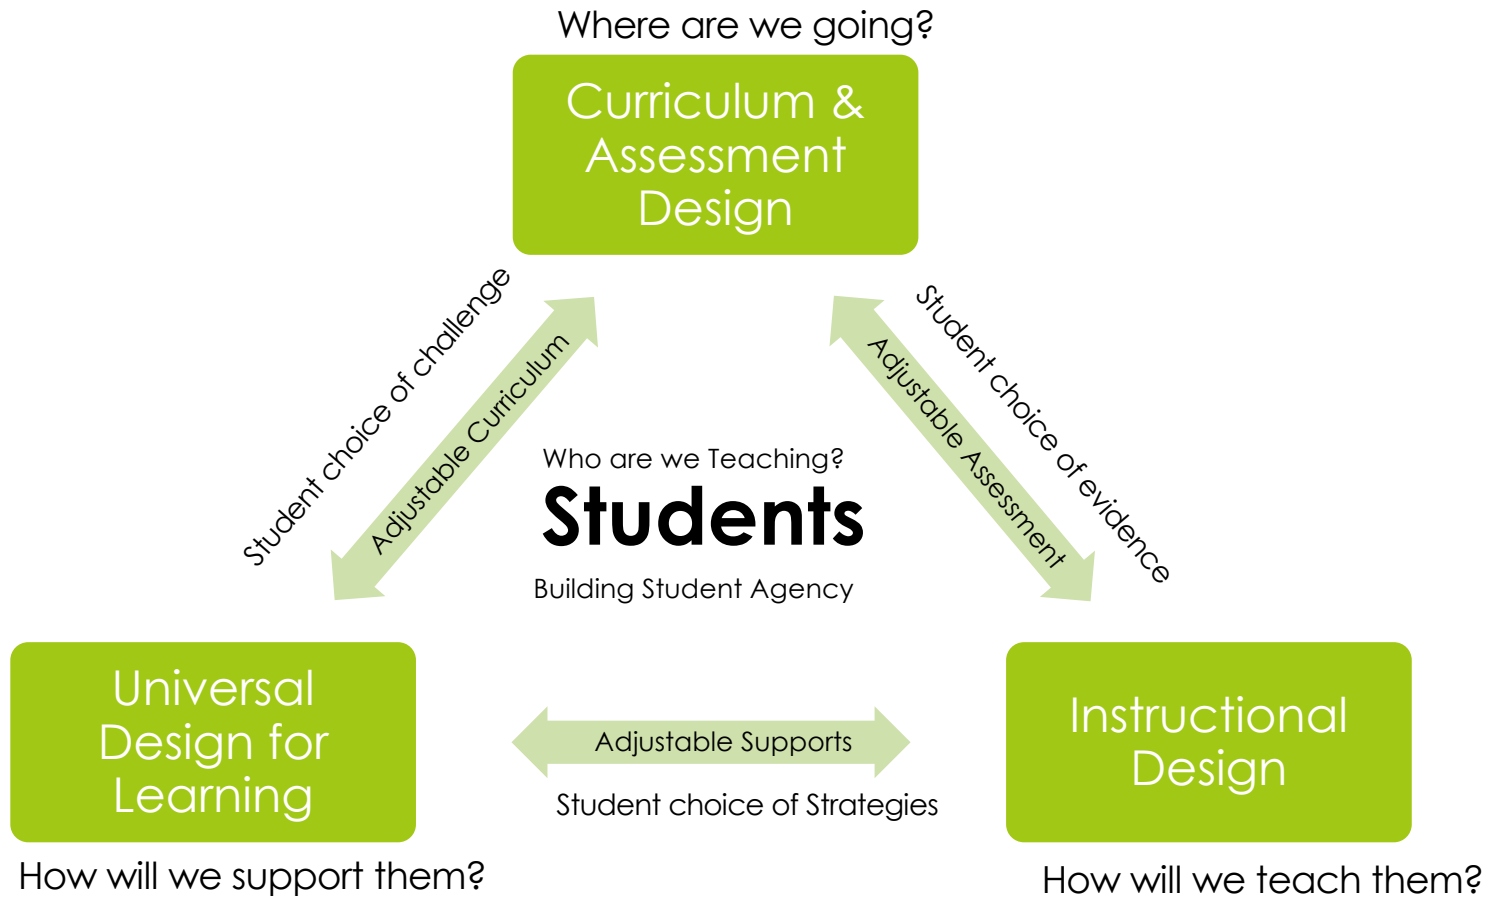 Where are we going?
Curriculum &
Assessment
Design
Student choice of challenge
Adjustable Curriculum
Adjustable Assessment
Student choice of evidence
Who are we Teaching?
Students
Building Student Agency
Universal
Design for
Learning
Adjustable Supports
Student choice of Strategies
Instructional
Design
How will we support them?
How will we teach them?